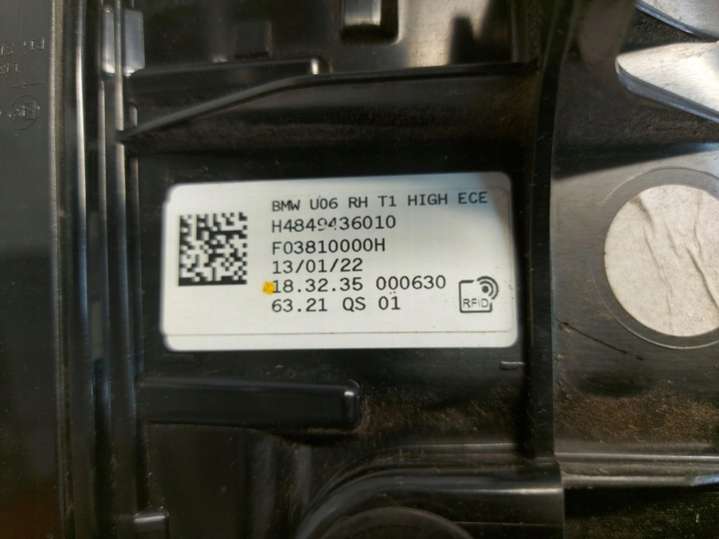 BMW U06 RH T1 HIGH ECE
H4849436010
F03810000H
13/01/22
18.32.35 000630
63.21 QS 01
RFID